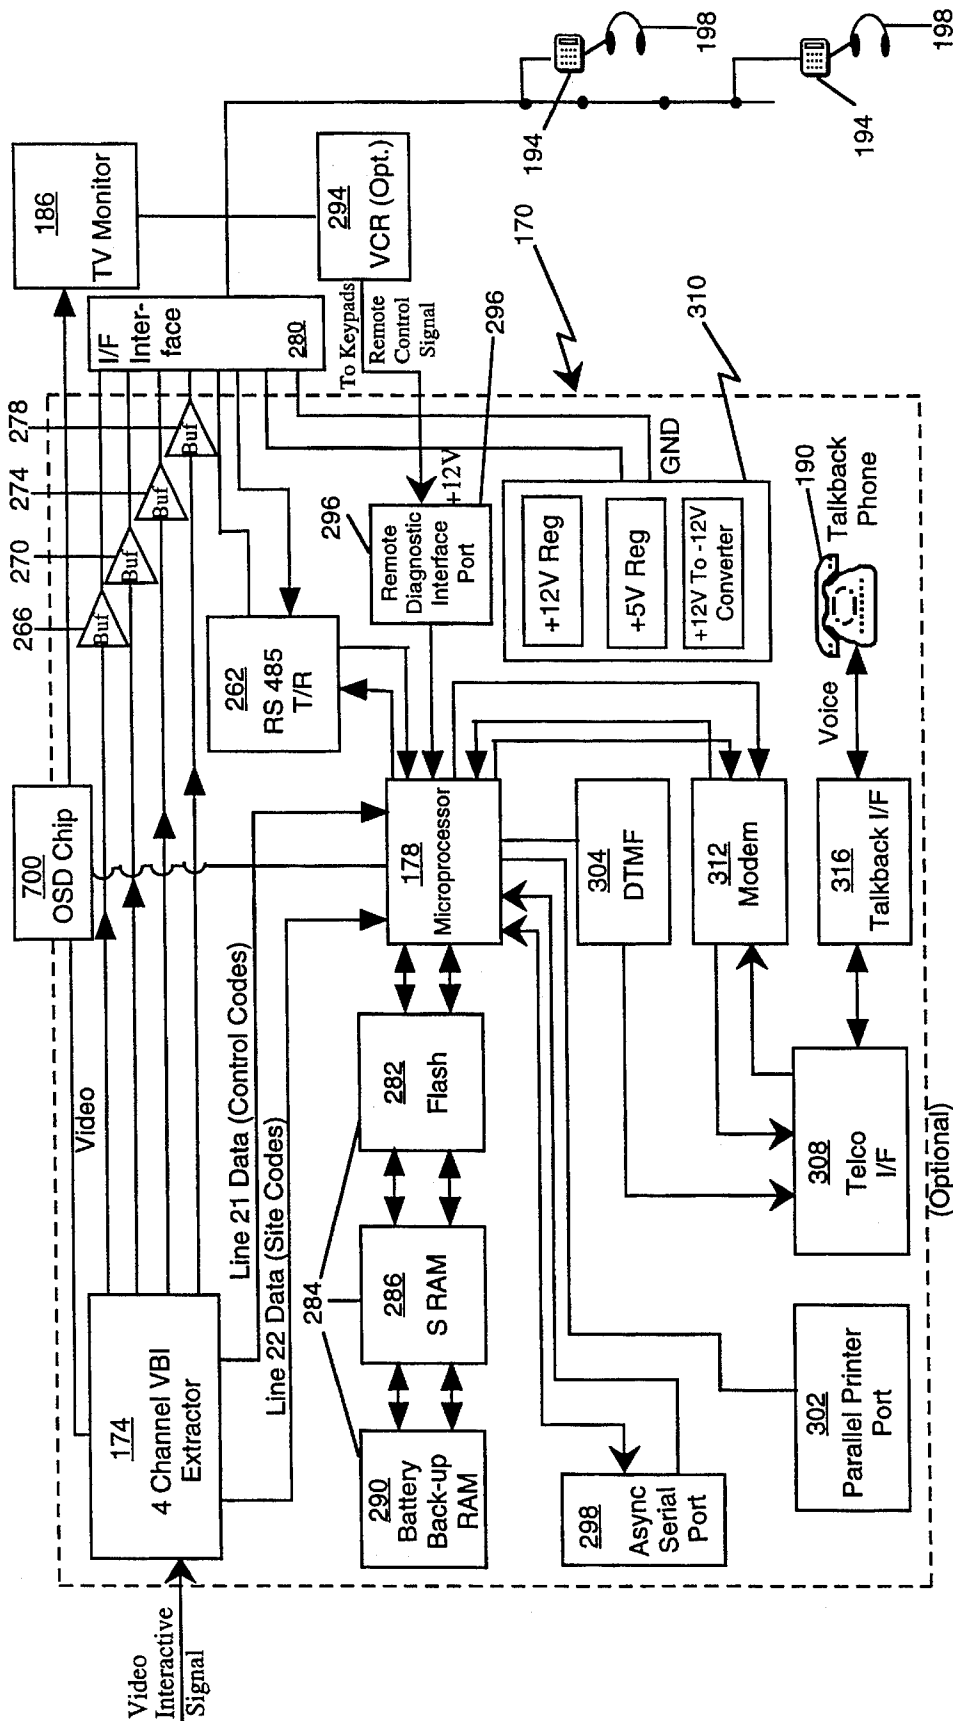 Video
Interactive
Signal
174
4 Channel VBI
Extractor
Video
700
OSD Chip
186
TV Monitor
266
270
274
278
Buf
Buf
Buf
Buf
I/F
Inter-
face
280
294
VCR (Opt.)
To Keypads
Remote
Control
Signal
194
198
194
198
170
Line 21 Data (Control Codes)
Line 22 Data (Site Codes)
262
RS 485
T/R
296
Remote
Diagnostic
Interface
Port
+12V
296
GND
310
+12V Reg
+5V Reg
+12V To -12V
Converter
284
290
Battery
Back-up
RAM
286
S RAM
282
Flash
178
Microprocessor
298
Async
Serial
Port
304
DTMF
312
Modem
302
Parallel Printer
Port
308
Telco
I/F
316
Talkback I/F
Voice
190
Talkback
Phone
(Optional)